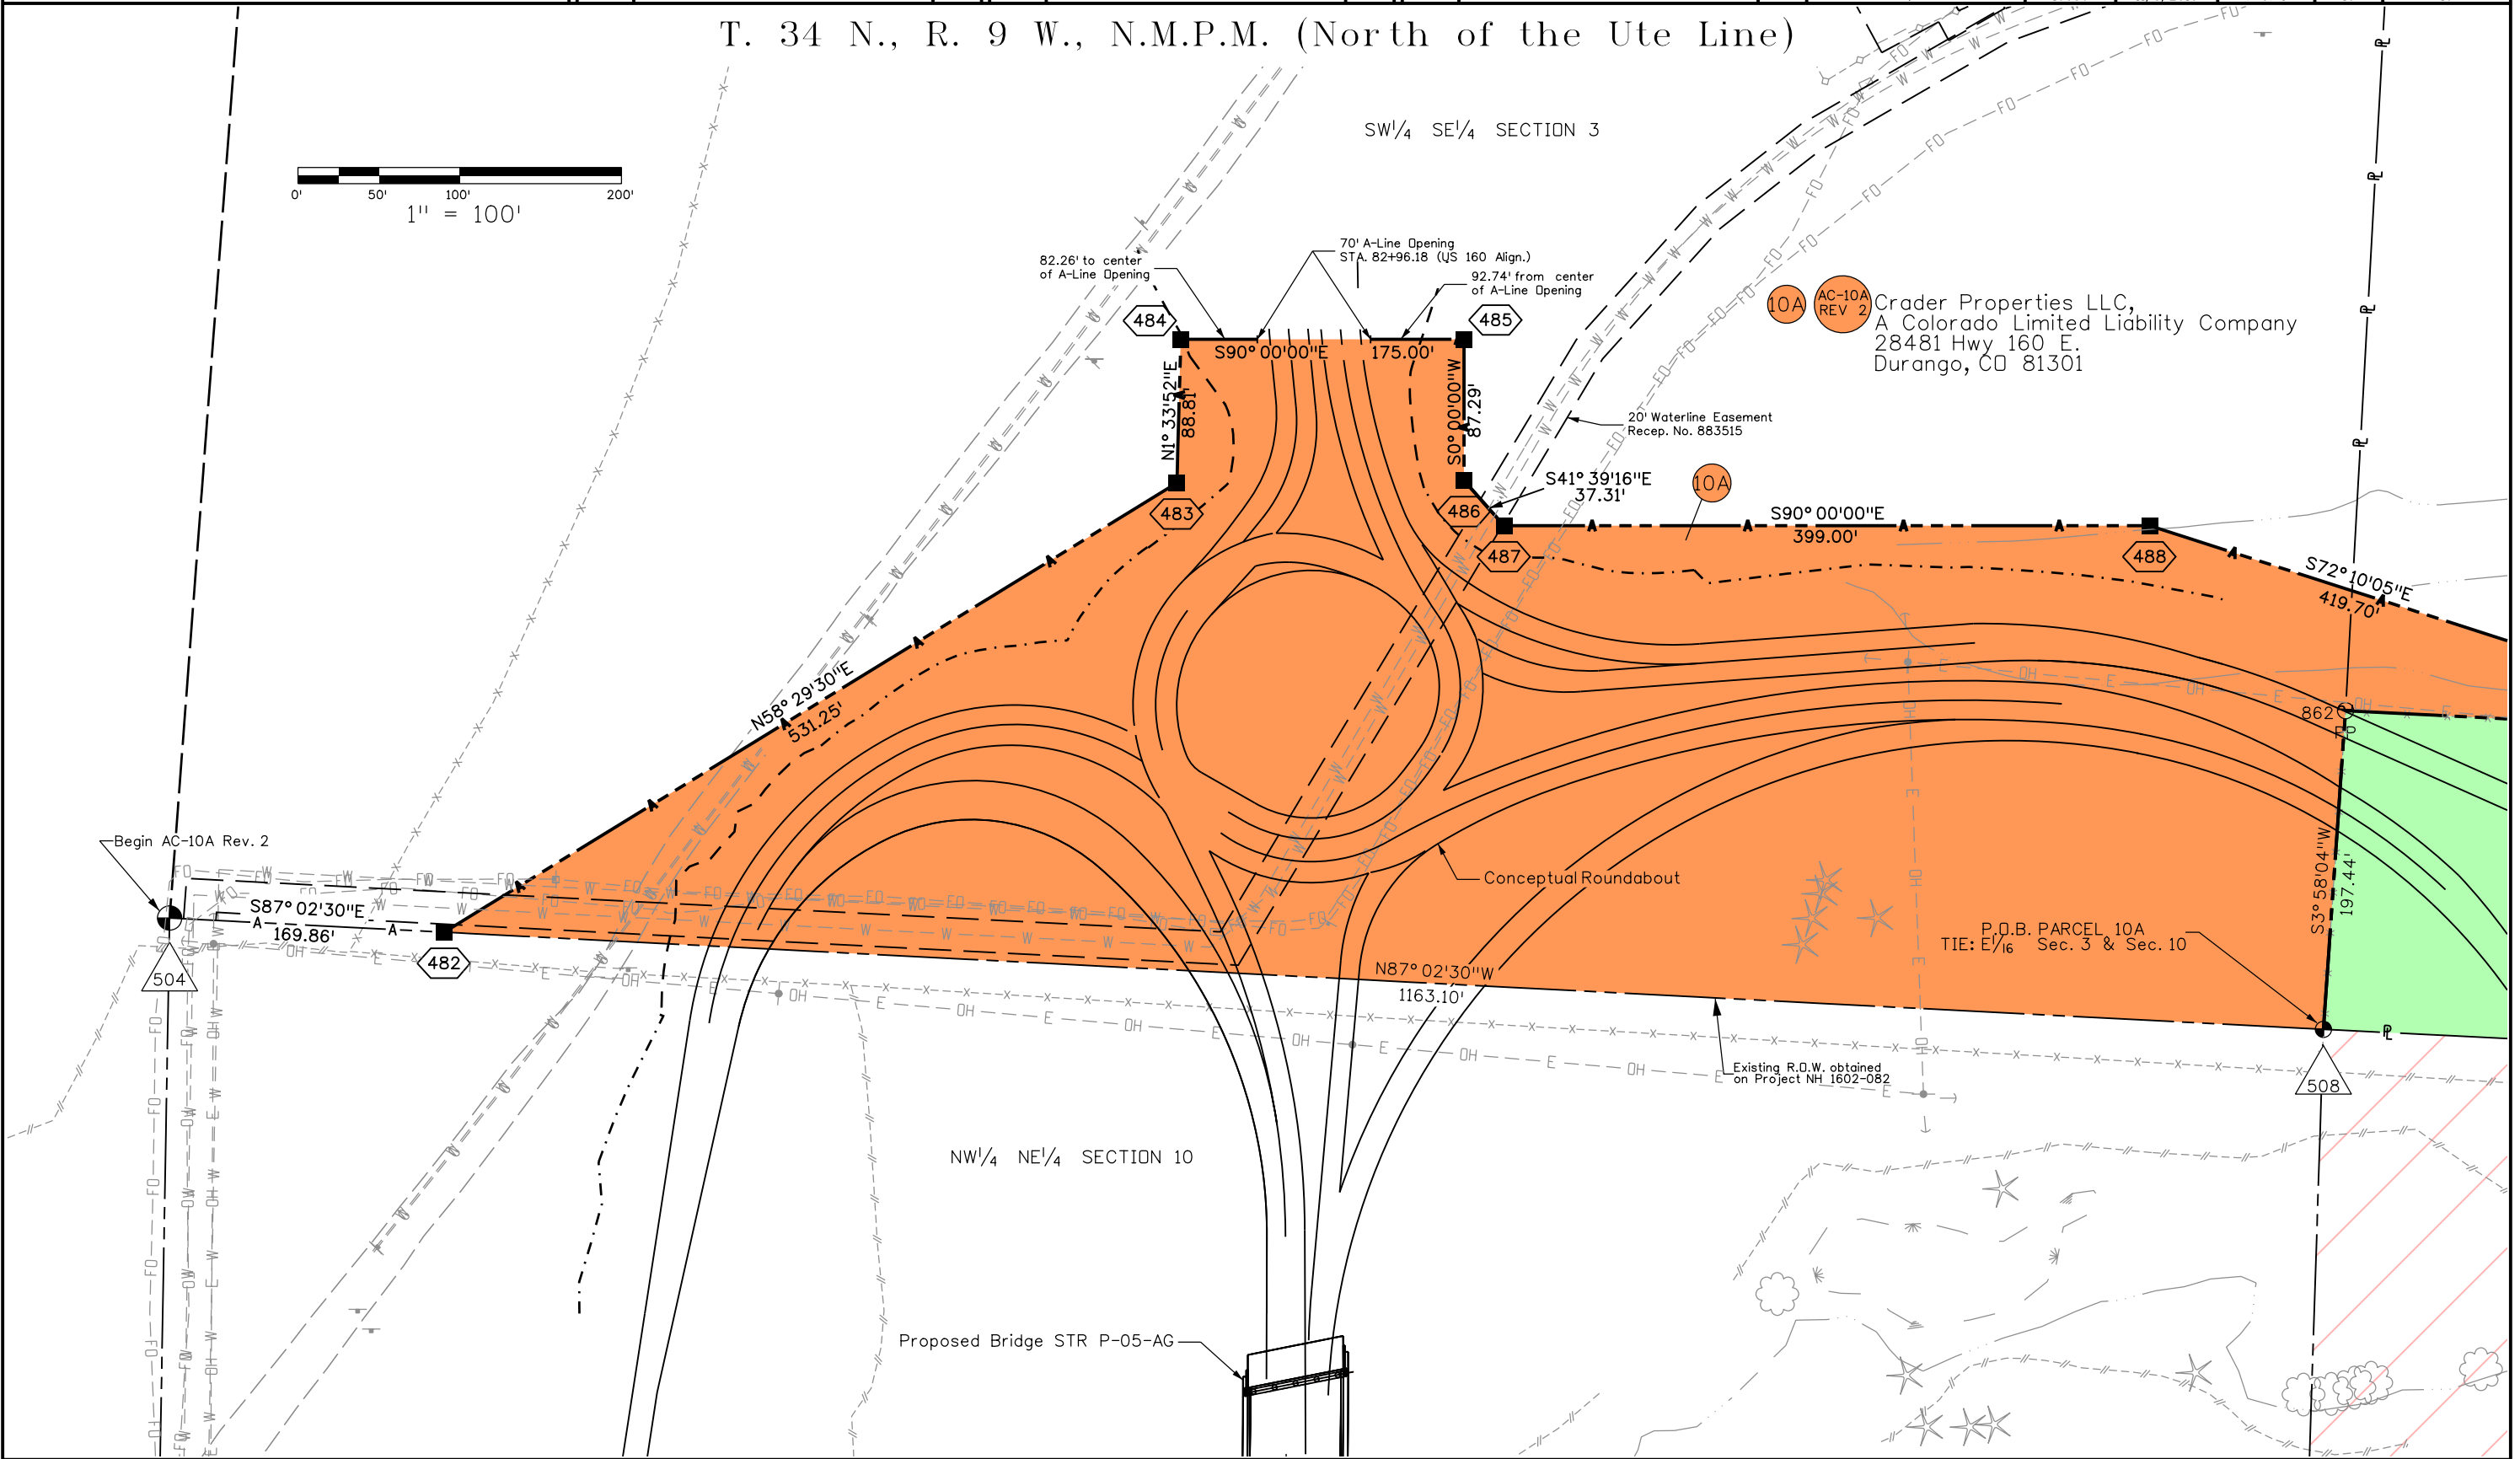 T. 34 N., R. 9 W., N.M.P.M. (North of the Ute Line)
SW1/4 SE1/4 SECTION 3
0' 50' 100' 200'
1" = 100'
82.26' to center
of A-Line Opening
70' A-Line Opening
STA. 82+96.18 (US 160 Align.)
92.74' from center
of A-Line Opening
484
485
S90° 00'00"E 175.00'
N1° 33'52"E
88.81'
S0° 00'00"W
87.29'
10A
AC-10A
REV 2
Crader Properties LLC,
A Colorado Limited Liability Company
28481 Hwy 160 E.
Durango, CO 81301
20' Waterline Easement
Recep. No. 883515
S41° 39'16"E
37.31'
10A
483
486
487
S90° 00'00"E
399.00'
488
S72° 10'05"E
419.70'
N58° 29'30"E
531.25'
862
EP
Begin AC-10A Rev. 2
S87° 02'30"E
169.86'
482
504
Conceptual Roundabout
S3° 58'04"W
197.44'
P.O.B. PARCEL 10A
TIE: E1/16 Sec. 3 & Sec. 10
N87° 02'30"W
1163.10'
Existing R.O.W. obtained
on Project NH 1602-082
508
NW1/4 NE1/4 SECTION 10
Proposed Bridge STR P-05-AG